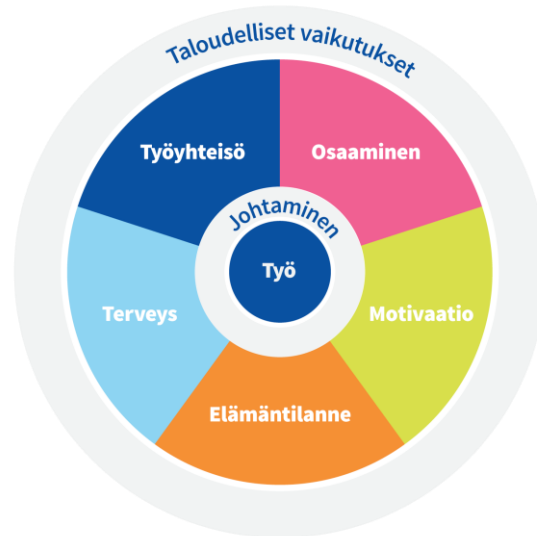 Taloudelliset vaikutukset
Työyhteisö
Osaaminen
Johtaminen
Työ
Terveys
Motivaatio
Elämäntilanne